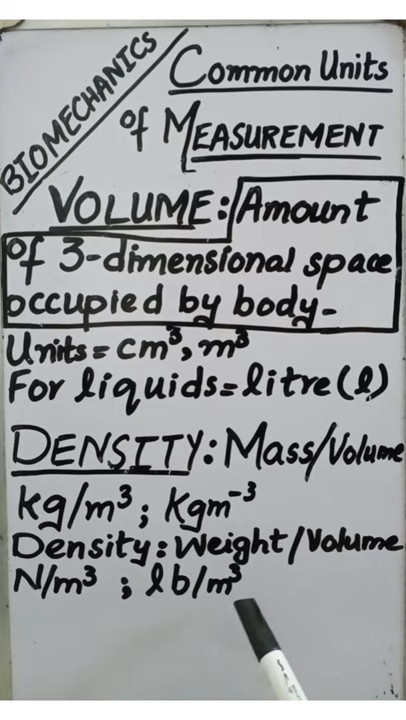 BIOMECHANICS
Common Units
of MEASUREMENT
VOLUME: Amount
of 3-dimensional space
occupied by body-
Units = cm³, m³
For liquids = litre (l)
DENSITY: Mass/Volume
kg/m³ ; Kgm⁻³
Density: Weight/Volume
N/m³ ; lb/m³